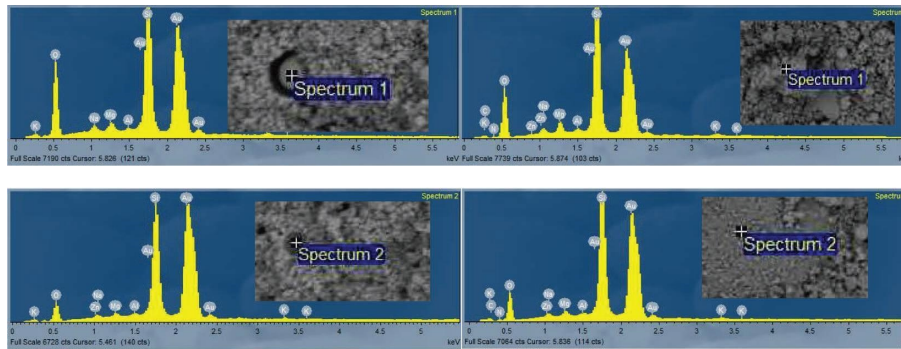 Spectrum 1
Si
Au
Au
O
Spectrum 1
K
Na
Mg
Al
Au
0 0.5 1 1.5 2 2.5 3 3.5 4 4.5 5 5.5
Full Scale 7190 cts Cursor: 5.826 (121 cts) keV
Spectrum
Si
Au
Au
O
Spectrum 1
K
C
N
Zn
Zn
Na
Mg
Al
Au
K
K
0 0.5 1 1.5 2 2.5 3 3.5 4 4.5 5 5.5
Full Scale 7739 cts Cursor: 5.874 (103 cts)
Spectrum 2
Si
Au
Au
Spectrum 2
K
O
Na
Zn
Mg
Al
Au
K
K
0 0.5 1 1.5 2 2.5 3 3.5 4 4.5 5 5.5
Full Scale 6728 cts Cursor: 5.461 (140 cts) keV
Spectru
Si
Au
Au
Spectrum 2
K
C
N
O
Na
Zn
Mg
Al
Au
K
K
0 0.5 1 1.5 2 2.5 3 3.5 4 4.5 5 5.5
Full Scale 7964 cts Cursor: 5.836 (114 cts)